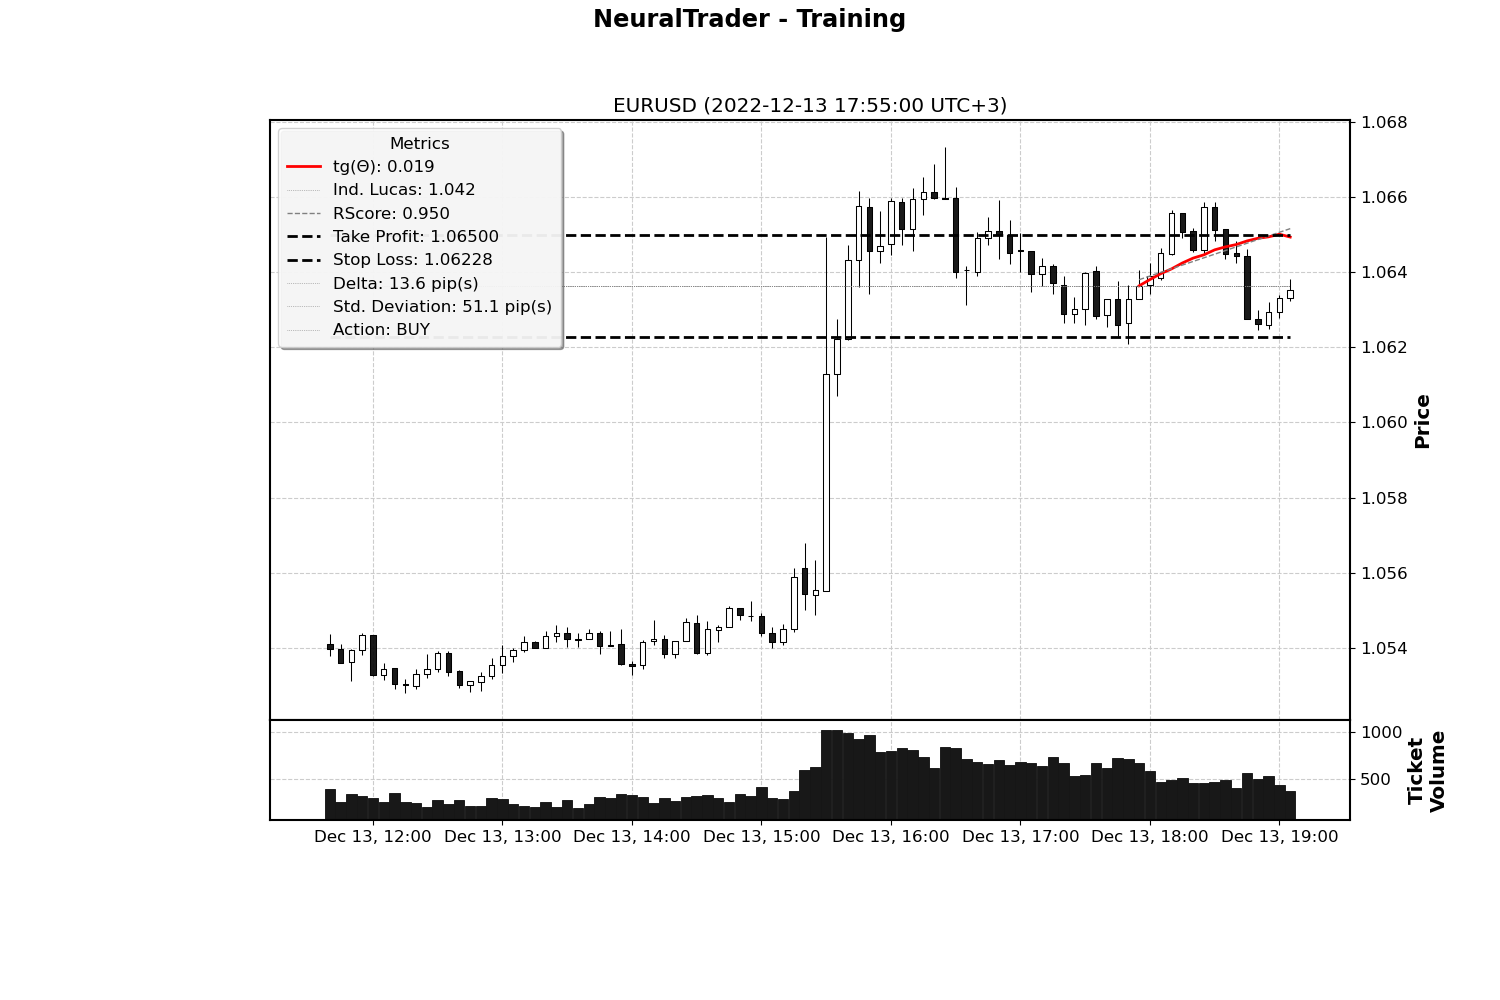 NeuralTrader - Training
EURUSD (2022-12-13 17:55:00 UTC+3)
Metrics
tg(Θ): 0.019
Ind. Lucas: 1.042
RScore: 0.950
Take Profit: 1.06500
Stop Loss: 1.06228
Delta: 13.6 pip(s)
Std. Deviation: 51.1 pip(s)
Action: BUY
1.068
1.066
1.064
1.062
1.060
1.058
1.056
1.054
Price
1000
500
Ticket
Volume
Dec 13, 12:00 Dec 13, 13:00 Dec 13, 14:00 Dec 13, 15:00 Dec 13, 16:00 Dec 13, 17:00 Dec 13, 18:00 Dec 13, 19:00